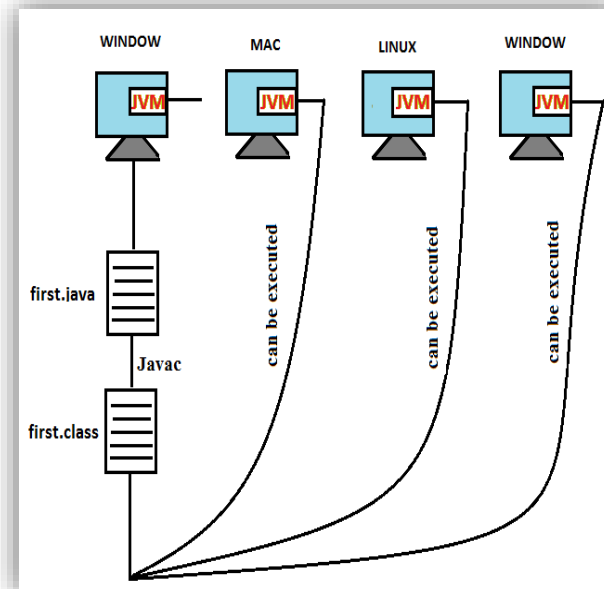 WINDOW
MAC
LINUX
WINDOW
JVM
JVM
JVM
JVM
first.java
Javac
first.class
can be executed
can be executed
can be executed